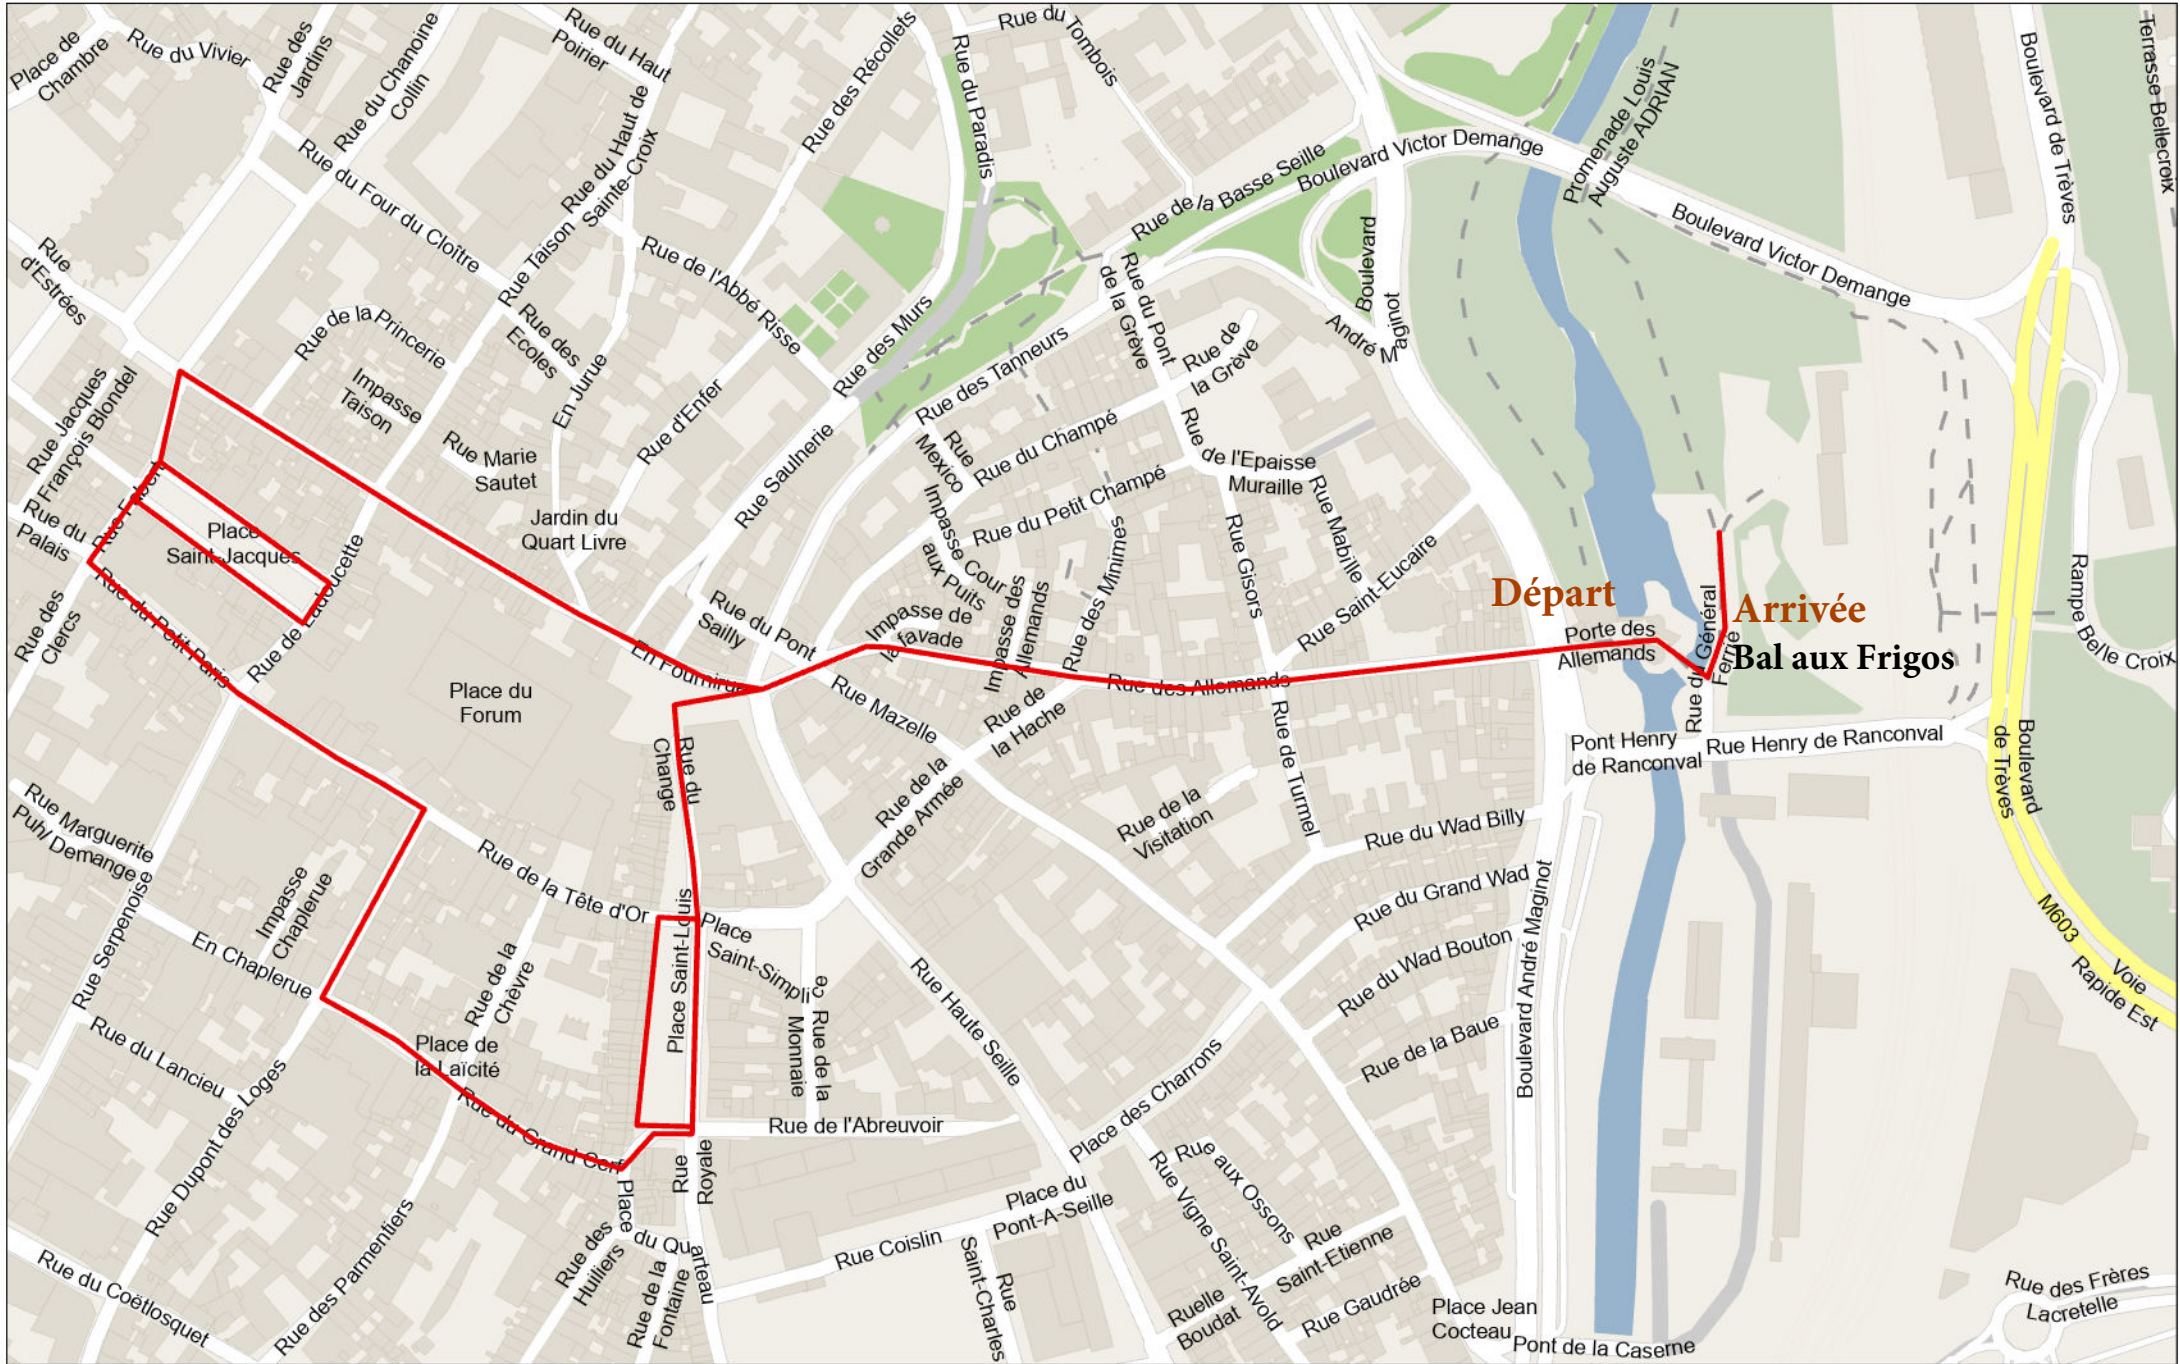 Place de
Chambre
Rue du Vivier
Rue des
Jardins
Rue du Chanoine
Collin
Rue du Haut
Poirier
Rue du Haut de
Sainte-Croix
Rue des Récollets
Rue du Paradis
Rue du Tombois
Promenade Louis
Auguste ADRIAN
Boulevard de Trèves
Terrasse Bellecroix
Rue du Four du Cloître
Rue Taison
Rue de l'Abbé Risse
Rue de la Basse Seille
Boulevard Victor Demange
Boulevard Victor Demange
Rue
d'Estrées
Rue de la Princerie
Rue des
Ecoles
En Jurue
Rue des Murs
Rue du Pont
de la Grève
Rue de
la Grève
Boulevard
André Maginot
Rue des Tanneurs
Rue Jacques
François Blondel
Impasse
Taison
Rue Marie
Sautet
Rue d'Enfer
Rue Saulnerie
Rue
Mexico
Rue du Champé
Rue de l'Epaisse
Muraille
Rue du Petit Champé
Rue Mabille
Rue du
Palais
Rue Fabert
Place
Saint-Jacques
Rue de Ladoucette
Jardin du
Quart Livre
Impasse Cour
aux Puits
Rue des Minimes
Rue Gisors
Rue Saint-Eucaire
Rue des
Clercs
Rue du Petit Paris
Rue du Pont
Sailly
Impasse de
la favade
Impasse des
Allemands
Départ
Porte des
Allemands
Rue du Général
Ferrié
Arrivée
Bal aux Frigos
Rampe Belle Croix
En Fournirue
Rue Mazelle
Rue des Allemands
Place du
Forum
Rue du
Change
Rue de
la Hache
Rue de la
Grande Armée
Rue de Turmel
Rue de la
Visitation
Pont Henry
de Ranconval
Rue Henry de Ranconval
Boulevard
de Trèves
Rue Marguerite
Puhl Demange
Impasse
Chaplerue
Rue de la Tête d'Or
Place
Saint-Simplice
Place Saint-Louis
Rue du Wad Billy
Rue du Grand Wad
Rue du Wad Bouton
Rue de la Baue
Boulevard André Maginot
M603
Voie
Rapide Est
Rue Serpenoise
En Chaplerue
Rue de la
Chèvre
Place de
la Laïcité
Rue de la
Monnaie
Rue Haute Seille
Rue du Lancieu
Rue Dupont des Loges
Rue du Grand Cerf
Rue de l'Abreuvoir
Place des Charrons
Rue
Royale
Place du Quarteau
Place du
Pont-A-Seille
Rue aux Ossons
Rue Vigne Saint-Avold
Rue Coislin
Rue
Saint-Charles
Rue
Saint-Etienne
Rue des
Huiliers
Rue de la
Fontaine
Rue des Parmentiers
Rue du Coëtlosquet
Ruelle
Boudat
Rue Gaudrée
Place Jean
Cocteau
Pont de la Caserne
Rue des Frères
Lacretelle